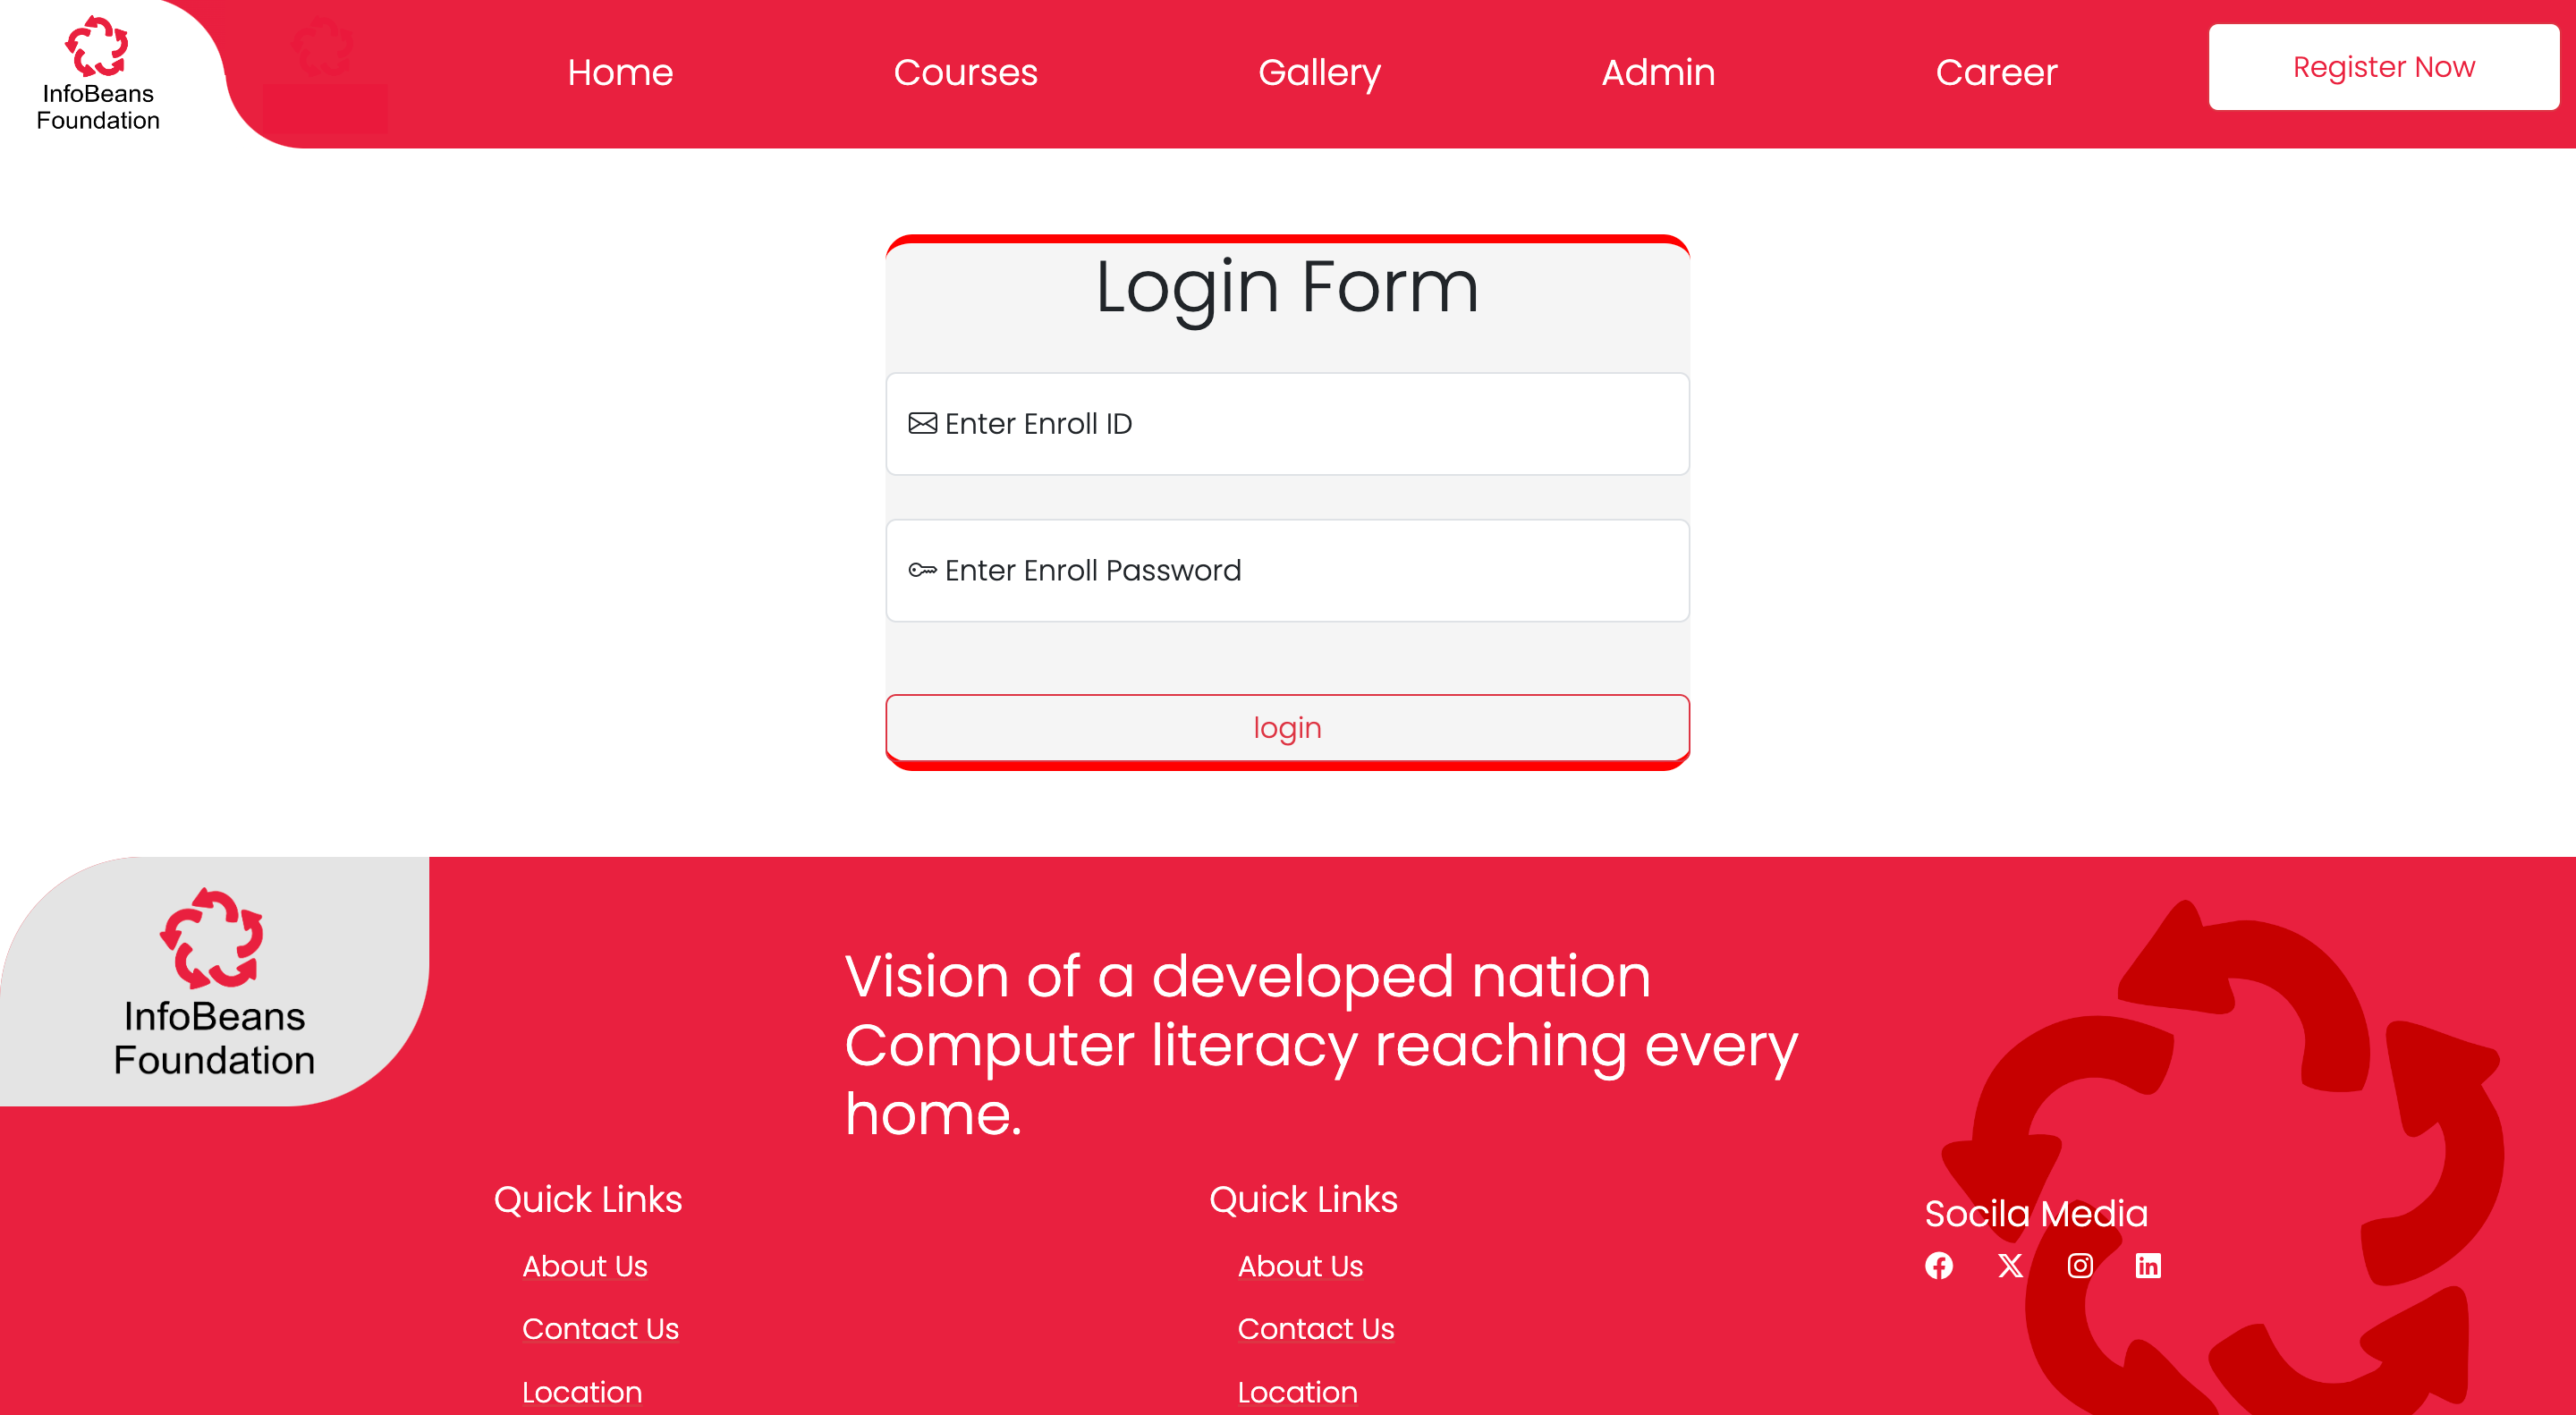 InfoBeans
Foundation
Home
Courses
Gallery
Admin
Career
Register Now
Login Form
Enter Enroll ID
Enter Enroll Password
login
InfoBeans
Foundation
Vision of a developed nation
Computer literacy reaching every
home.
Quick Links
About Us
Contact Us
Location
Quick Links
About Us
Contact Us
Location
Socila Media